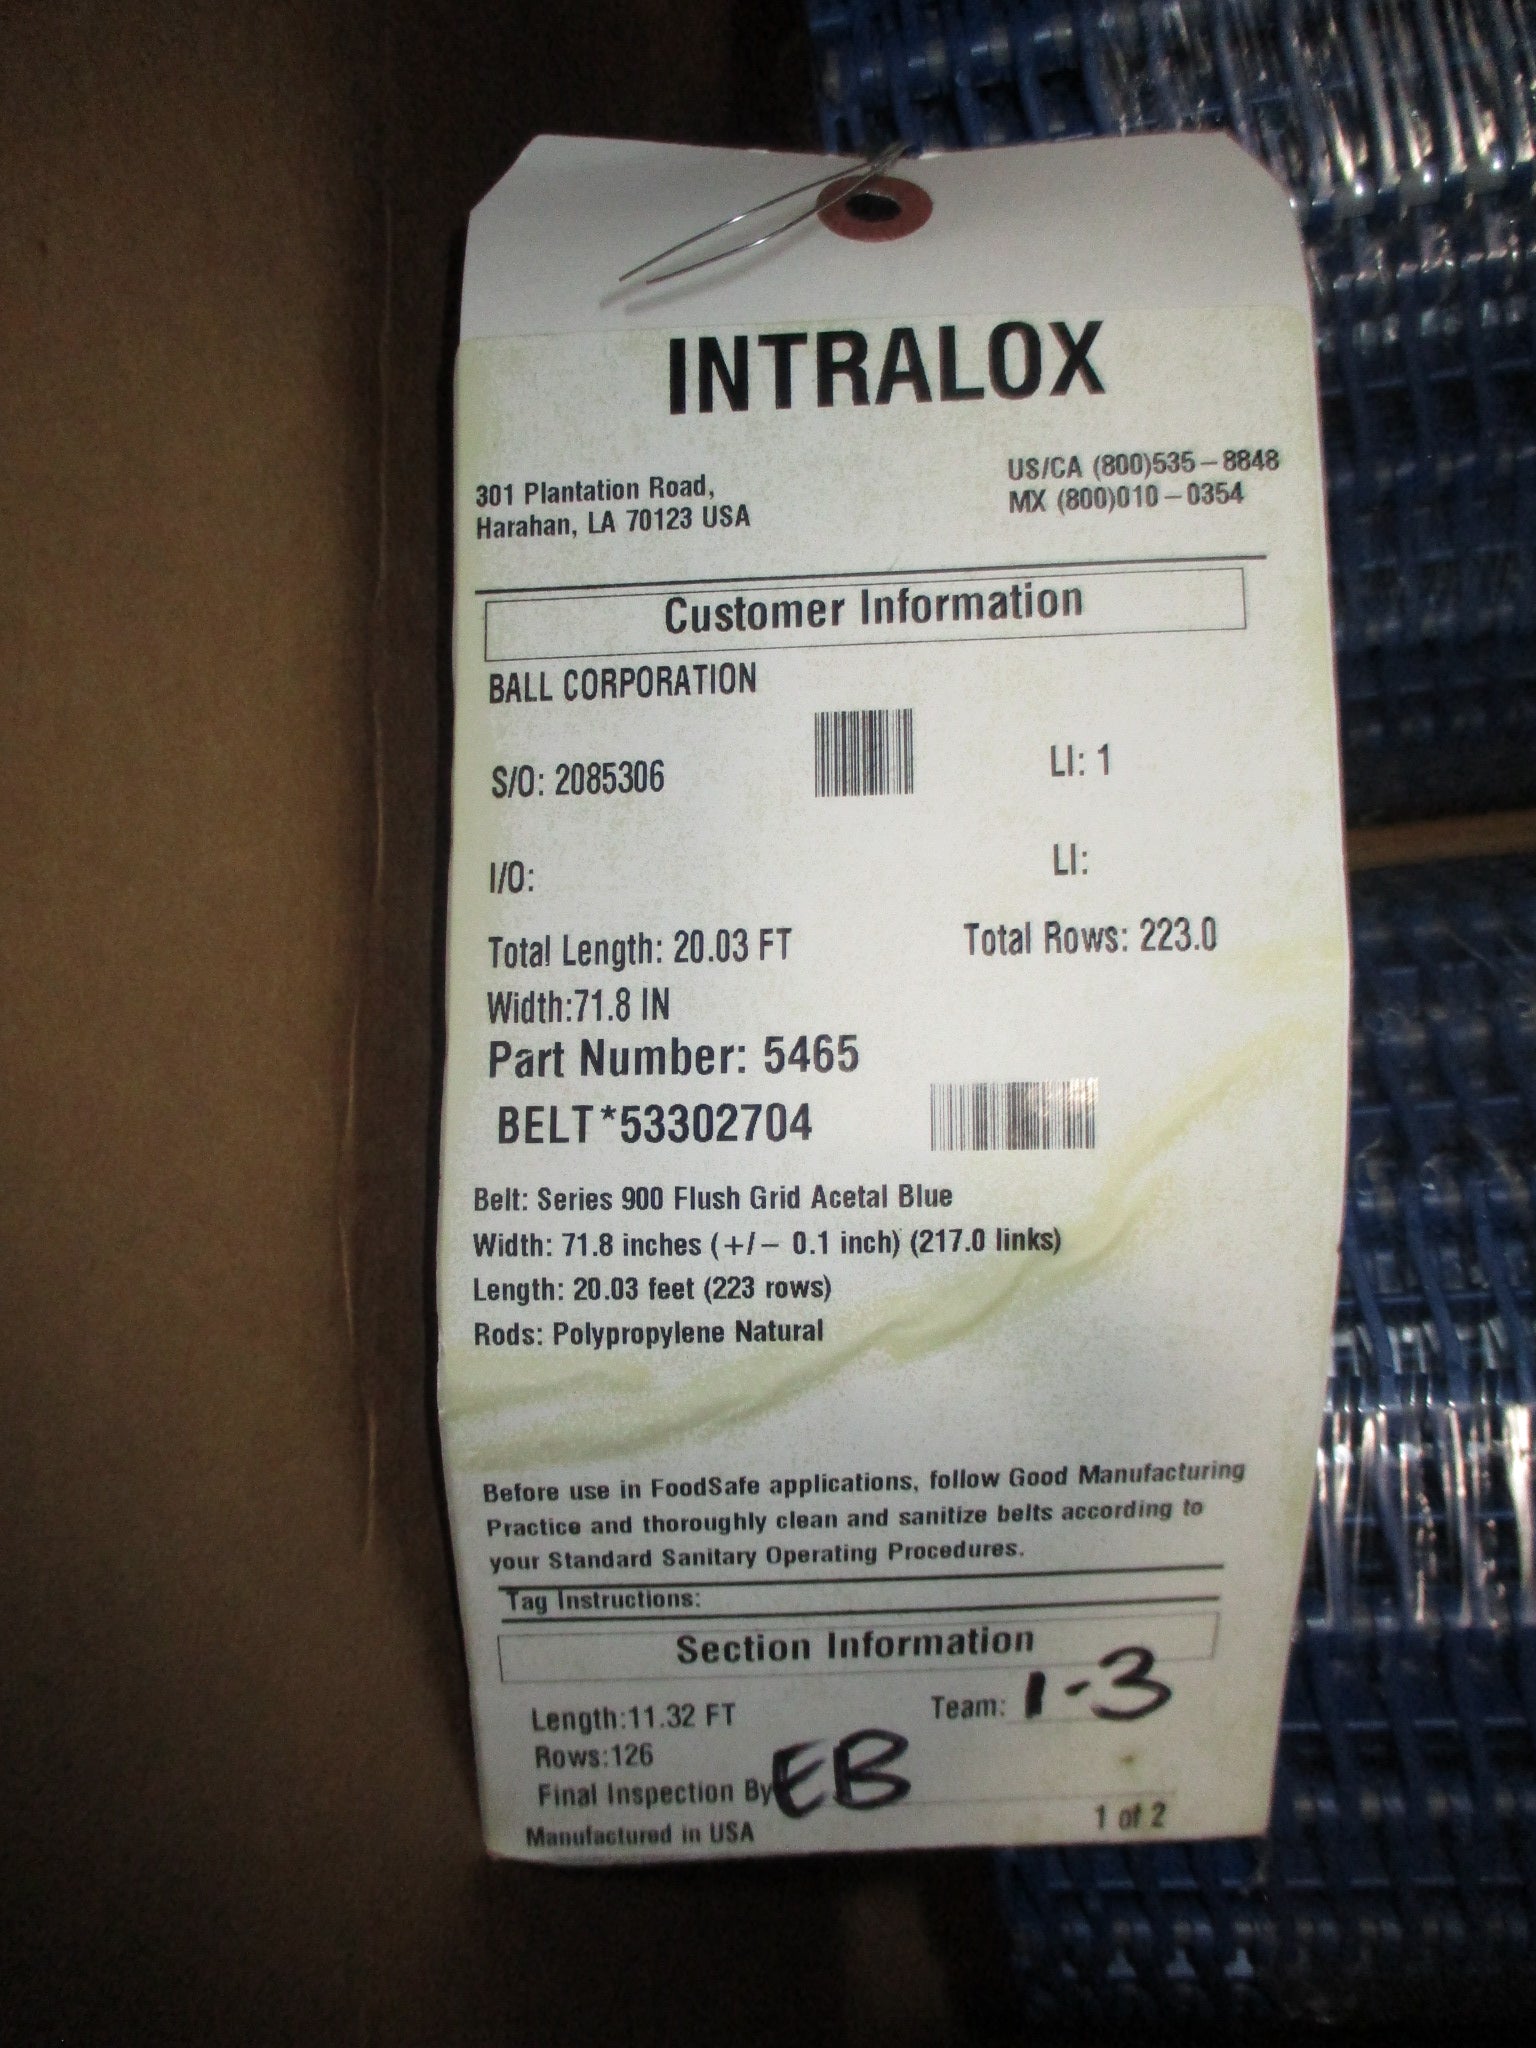 INTRALOX
301 Plantation Road,
Harahan, LA 70123 USA
US/CA (800)535-8848
MX (800)010-0354
Customer Information
BALL CORPORATION
S/O: 2085306
LI: 1
I/O:
LI:
Total Length: 20.03 FT
Total Rows: 223.0
Width:71.8 IN
Part Number: 5465
BELT*53302704
Belt: Series 900 Flush Grid Acetal Blue
Width: 71.8 inches (+/- 0.1 inch) (217.0 links)
Length: 20.03 feet (223 rows)
Rods: Polypropylene Natural
Before use in FoodSafe applications, follow Good Manufacturing
Practice and thoroughly clean and sanitize belts according to
your Standard Sanitary Operating Procedures.
Tag Instructions:
Section Information
Length:11.32 FT
Team: 1-3
Rows:126
Final Inspection By EB
Manufactured in USA
1 of 2